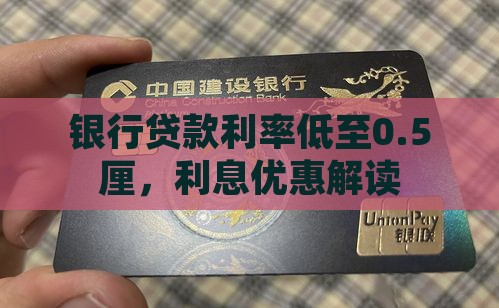 中国建设银行
China Construction Bank
银行贷款利率低至0.5
厘，利息优惠解读
UnionPay
银联